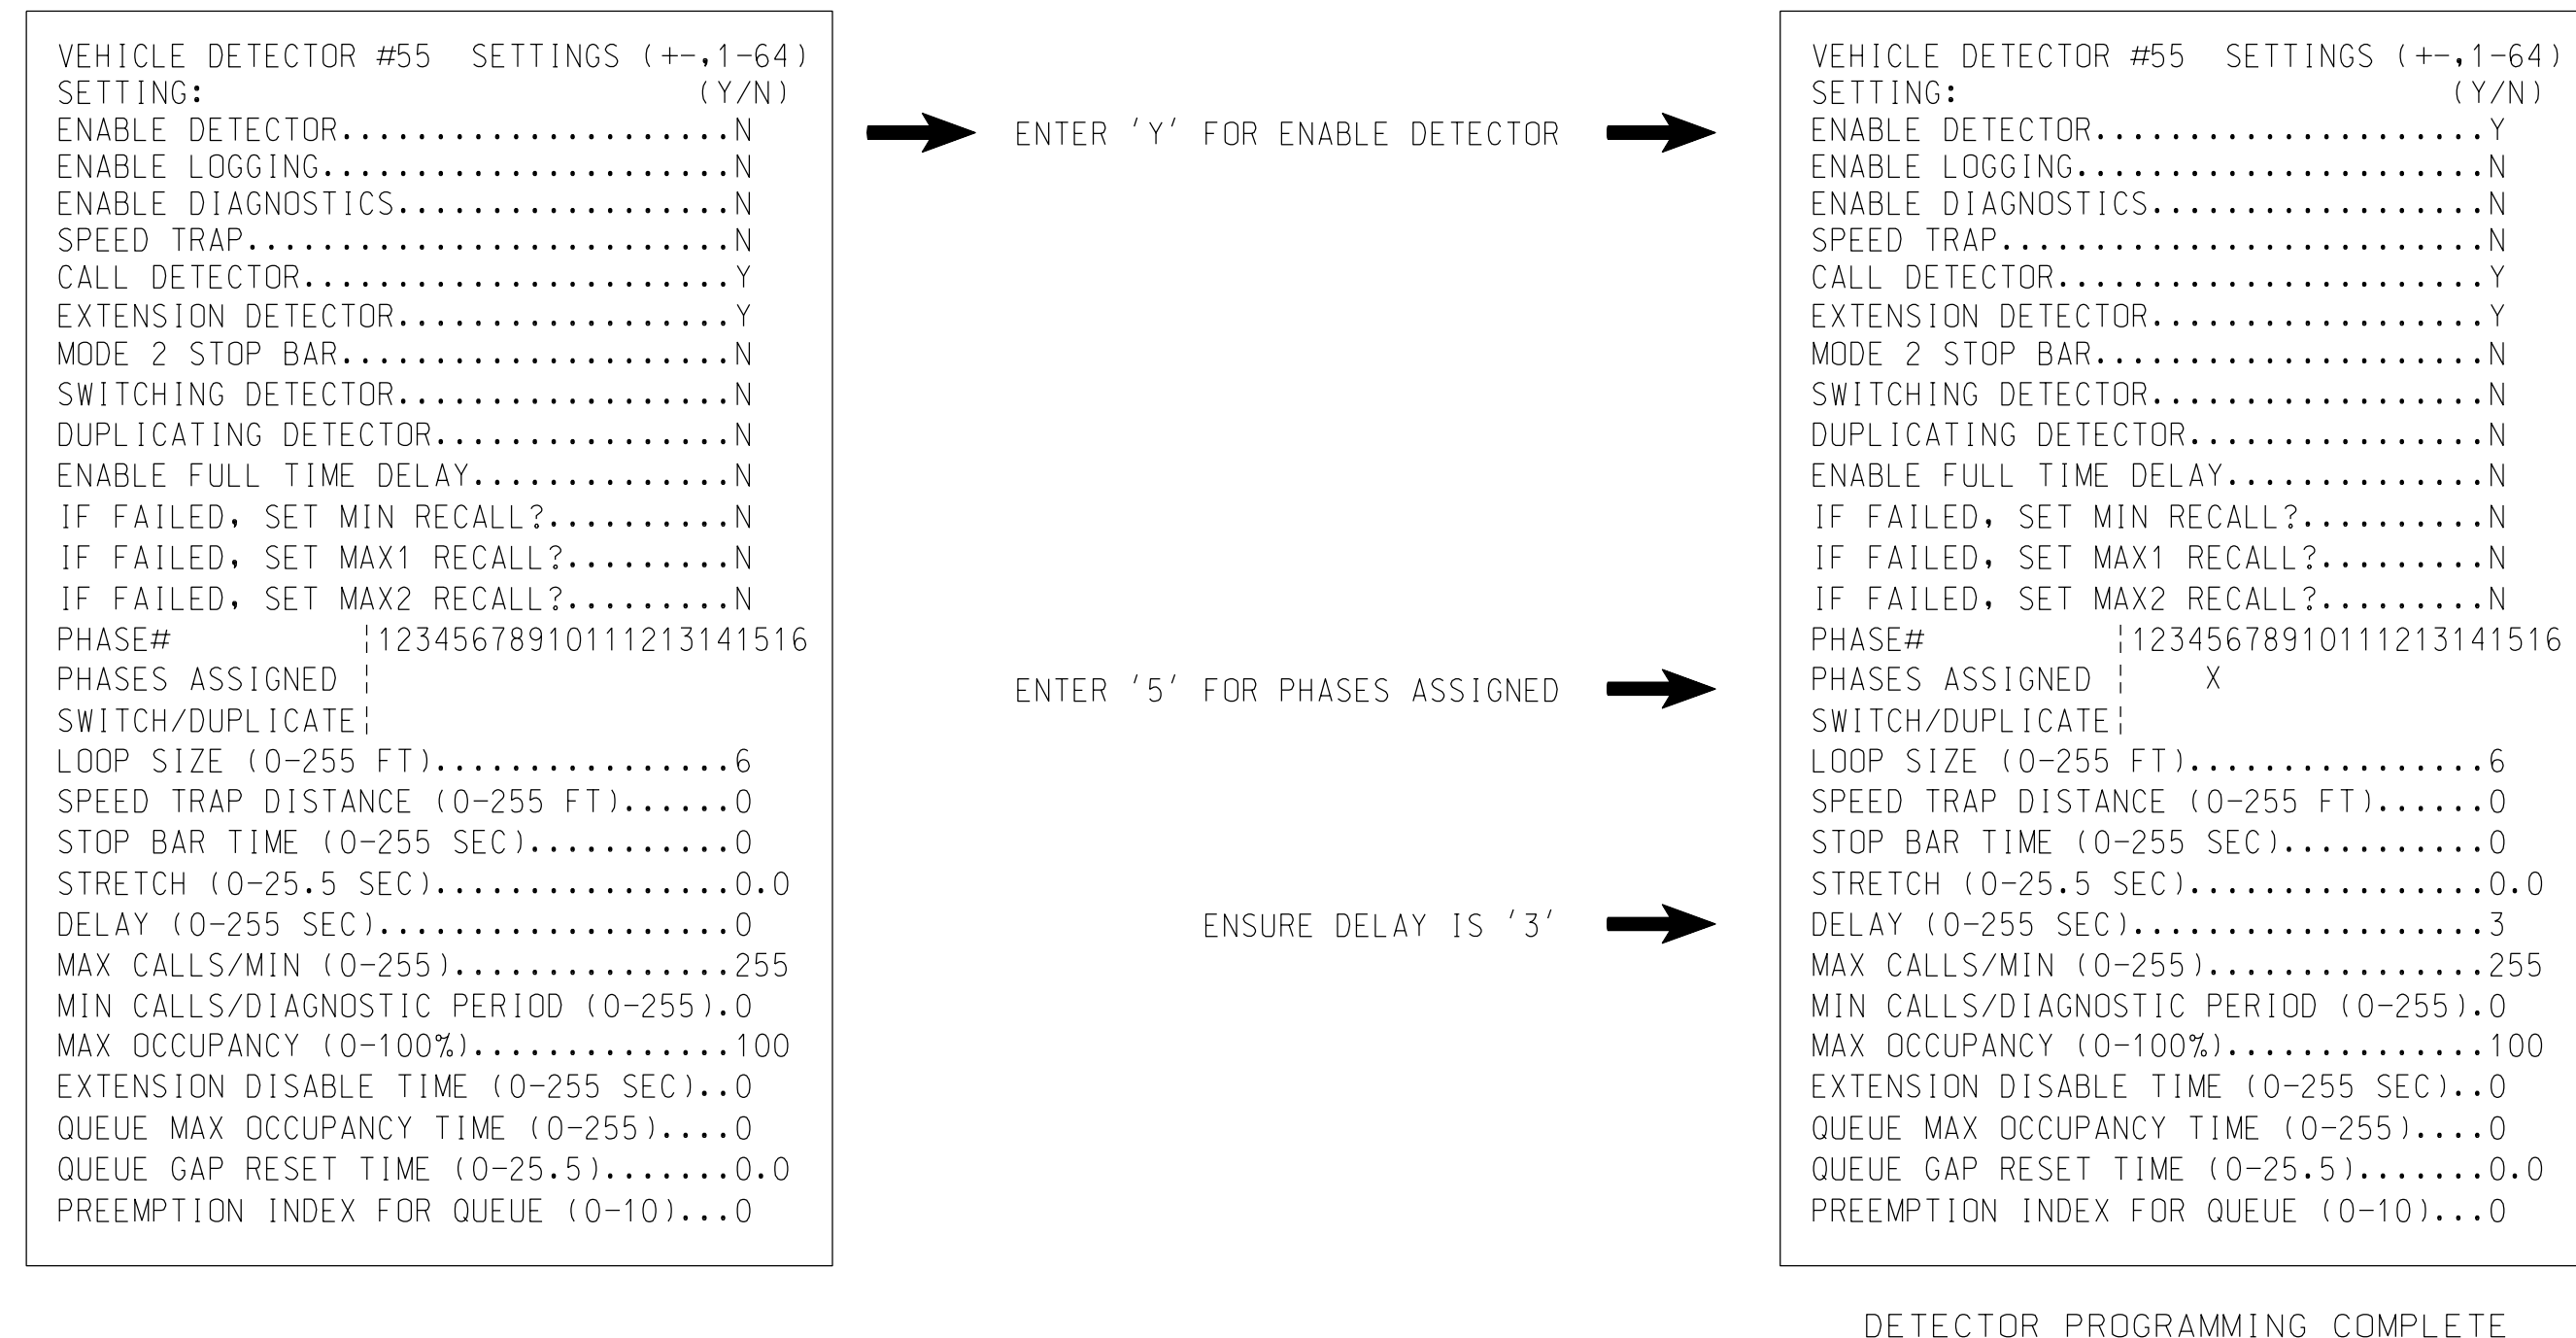 VEHICLE DETECTOR #55 SETTINGS (+-,1-64)
SETTING: (Y/N)
ENABLE DETECTOR.....................N
ENABLE LOGGING......................N
ENABLE DIAGNOSTICS..................N
SPEED TRAP..........................N
CALL DETECTOR.......................Y
EXTENSION DETECTOR..................Y
MODE 2 STOP BAR.....................N
SWITCHING DETECTOR..................N
DUPLICATING DETECTOR................N
ENABLE FULL TIME DELAY..............N
IF FAILED, SET MIN RECALL?..........N
IF FAILED, SET MAX1 RECALL?.........N
IF FAILED, SET MAX2 RECALL?.........N
PHASE# |12345678910111213141516
PHASES ASSIGNED |
SWITCH/DUPLICATE|
LOOP SIZE (0-255 FT)................6
SPEED TRAP DISTANCE (0-255 FT)......0
STOP BAR TIME (0-255 SEC)...........0
STRETCH (0-25.5 SEC)................0.0
DELAY (0-255 SEC)...................0
MAX CALLS/MIN (0-255)...............255
MIN CALLS/DIAGNOSTIC PERIOD (0-255).0
MAX OCCUPANCY (0-100%)..............100
EXTENSION DISABLE TIME (0-255 SEC)..0
QUEUE MAX OCCUPANCY TIME (0-255)....0
QUEUE GAP RESET TIME (0-25.5).......0.0
PREEMPTION INDEX FOR QUEUE (0-10)...0
ENTER 'Y' FOR ENABLE DETECTOR
ENTER '5' FOR PHASES ASSIGNED
ENSURE DELAY IS '3'
VEHICLE DETECTOR #55 SETTINGS (+-,1-64)
SETTING: (Y/N)
ENABLE DETECTOR.....................Y
ENABLE LOGGING......................N
ENABLE DIAGNOSTICS..................N
SPEED TRAP..........................N
CALL DETECTOR.......................Y
EXTENSION DETECTOR..................Y
MODE 2 STOP BAR.....................N
SWITCHING DETECTOR..................N
DUPLICATING DETECTOR................N
ENABLE FULL TIME DELAY..............N
IF FAILED, SET MIN RECALL?..........N
IF FAILED, SET MAX1 RECALL?.........N
IF FAILED, SET MAX2 RECALL?.........N
PHASE# |12345678910111213141516
PHASES ASSIGNED | X
SWITCH/DUPLICATE|
LOOP SIZE (0-255 FT)................6
SPEED TRAP DISTANCE (0-255 FT)......0
STOP BAR TIME (0-255 SEC)...........0
STRETCH (0-25.5 SEC)................0.0
DELAY (0-255 SEC)...................3
MAX CALLS/MIN (0-255)...............255
MIN CALLS/DIAGNOSTIC PERIOD (0-255).0
MAX OCCUPANCY (0-100%)..............100
EXTENSION DISABLE TIME (0-255 SEC)..0
QUEUE MAX OCCUPANCY TIME (0-255)....0
QUEUE GAP RESET TIME (0-25.5).......0.0
PREEMPTION INDEX FOR QUEUE (0-10)...0
DETECTOR PROGRAMMING COMPLETE